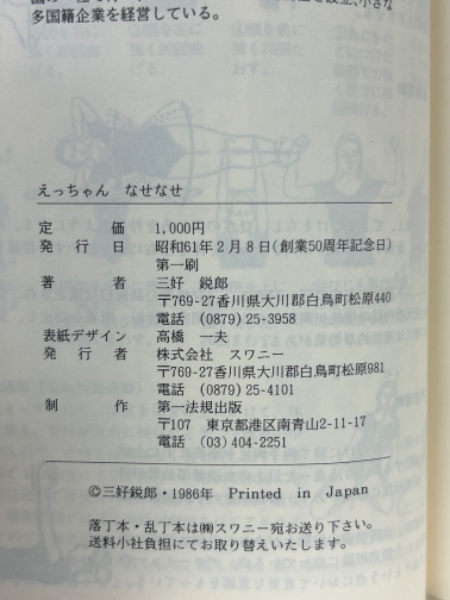 多国籍企業を経営している。
えっちゃん なせなせ
定価 1,000円
発行日 昭和61年2月8日(創業50周年記念日)
第一刷
著者 三好 鋭郎
〒769-27香川県大川郡白鳥町松原440
電話 (0879) 25-3958
表紙デザイン 高橋 一夫
発行者 株式会社 スワニー
〒769-27香川県大川郡白鳥町松原981
電話 (0879) 25-4101
制作 第一法規出版
〒107 東京都港区南青山2-11-17
電話 (03) 404-2251
©三好鋭郎・1986年 Printed in Japan
落丁本・乱丁本は㈱スワニー宛お送り下さい。
送料小社負担にてお取り替えいたします。